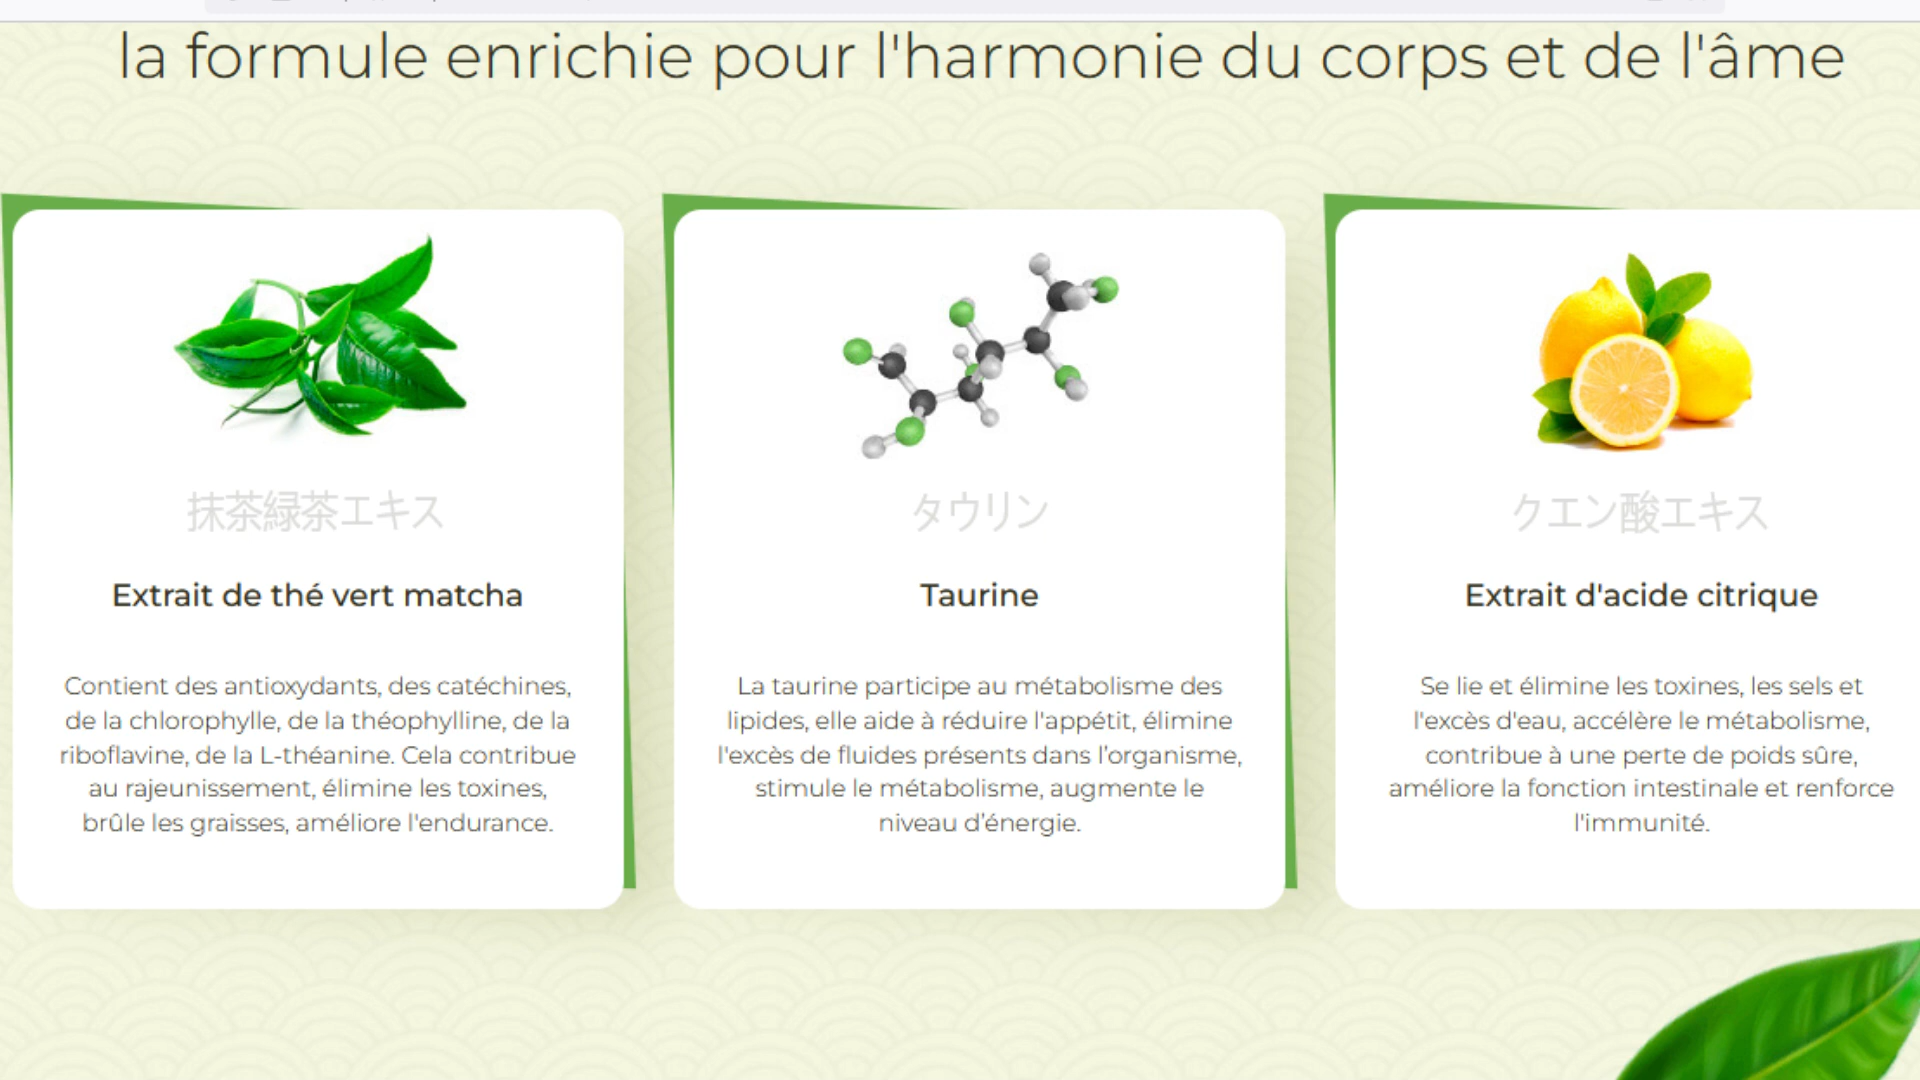 la formule enrichie pour l'harmonie du corps et de l'âme
抹茶緑茶エキス
Extrait de thé vert matcha
Contient des antioxydants, des catéchines,
de la chlorophylle, de la théophylline, de la
riboflavine, de la L-théanine. Cela contribue
au rajeunissement, élimine les toxines,
brûle les graisses, améliore l'endurance.
タウリン
Taurine
La taurine participe au métabolisme des
lipides, elle aide à réduire l'appétit, élimine
l'excès de fluides présents dans l’organisme,
stimule le métabolisme, augmente le
niveau d’énergie.
クエン酸エキス
Extrait d'acide citrique
Se lie et élimine les toxines, les sels et
l'excès d'eau, accélère le métabolisme,
contribue à une perte de poids sûre,
améliore la fonction intestinale et renforce
l'immunité.